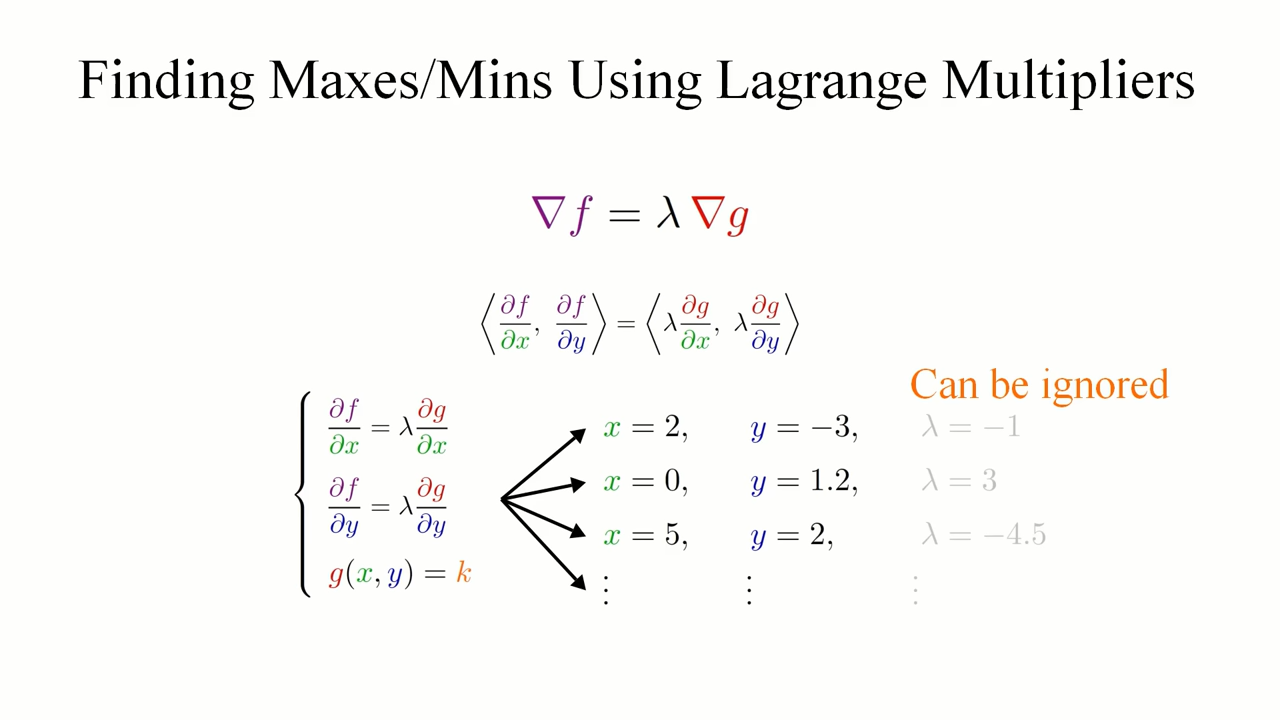 Finding Maxes/Mins Using Lagrange Multipliers
∇f = λ ∇g
⟨∂f/∂x, ∂f/∂y⟩ = ⟨λ ∂g/∂x, λ ∂g/∂y⟩
Can be ignored
∂f/∂x = λ ∂g/∂x
∂f/∂y = λ ∂g/∂y
g(x, y) = k
x = 2, y = −3, λ = −1
x = 0, y = 1.2, λ = 3
x = 5, y = 2, λ = −4.5
⋮ ⋮ ⋮